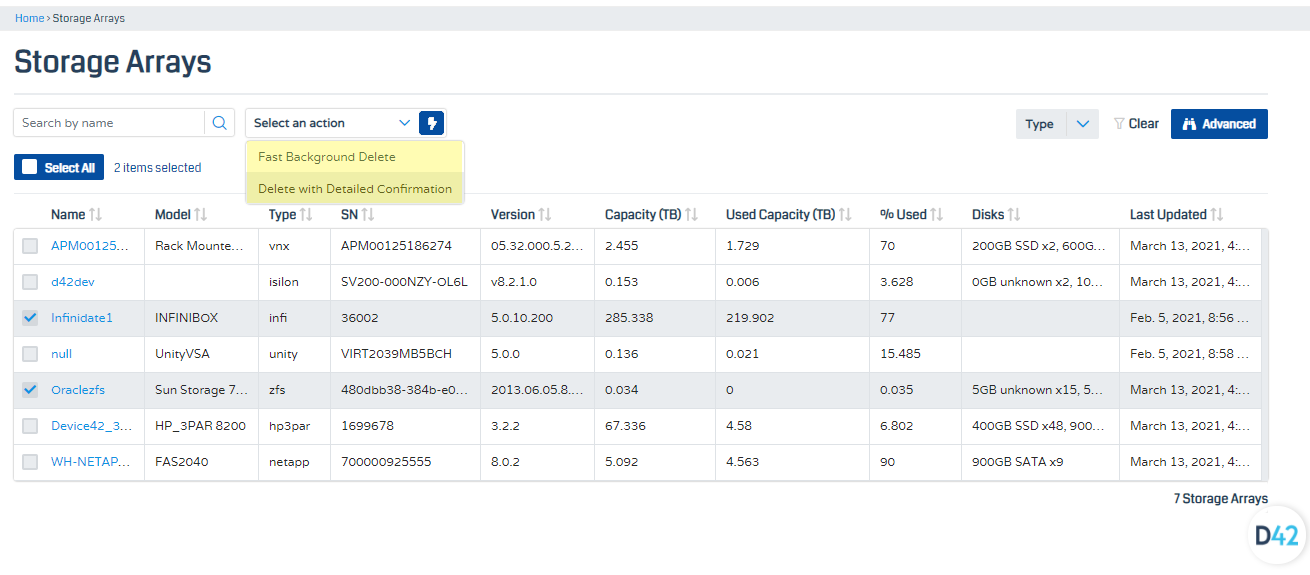 Home › Storage Arrays
Storage Arrays
Search by name Select an action Type Clear Advanced
Fast Background Delete
Select All 2 items selected
Delete with Detailed Confirmation
Name Model Type SN Version Capacity (TB) Used Capacity (TB) % Used Disks Last Updated
APM00125... Rack Mounte... vnx APM00125186274 05.32.000.5.2... 2.455 1.729 70 200GB SSD x2, 600G... March 13, 2021, 4:...
d42dev isilon SV200-000NZY-OL6L v8.2.1.0 0.153 0.006 3.628 0GB unknown x2, 10... March 13, 2021, 4:...
Infinidate1 INFINIBOX infi 36002 5.0.10.200 285.338 219.902 77 Feb. 5, 2021, 8:56 ...
null UnityVSA unity VIRT2039MB5BCH 5.0.0 0.136 0.021 15.485 Feb. 5, 2021, 8:58 ...
Oraclezfs Sun Storage 7... zfs 480dbb38-384b-e0... 2013.06.05.8.... 0.034 0 0.035 5GB unknown x15, 5... March 13, 2021, 4:...
Device42_3... HP_3PAR 8200 hp3par 1699678 3.2.2 67.336 4.58 6.802 400GB SSD x48, 900... March 13, 2021, 4:...
WH-NETAP... FAS2040 netapp 700000925555 8.0.2 5.092 4.563 90 900GB SATA x9 March 13, 2021, 4:...
7 Storage Arrays
D42